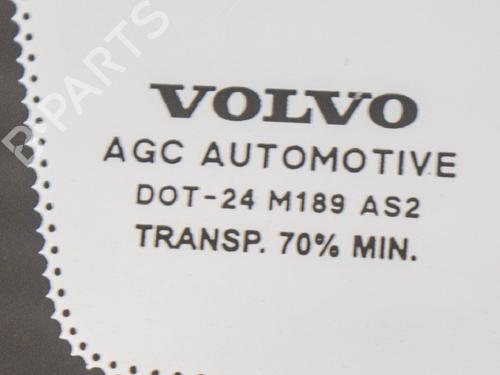 B-PARTS
VOLVO
AGC AUTOMOTIVE
DOT-24 M189 AS2
TRANSP. 70% MIN.